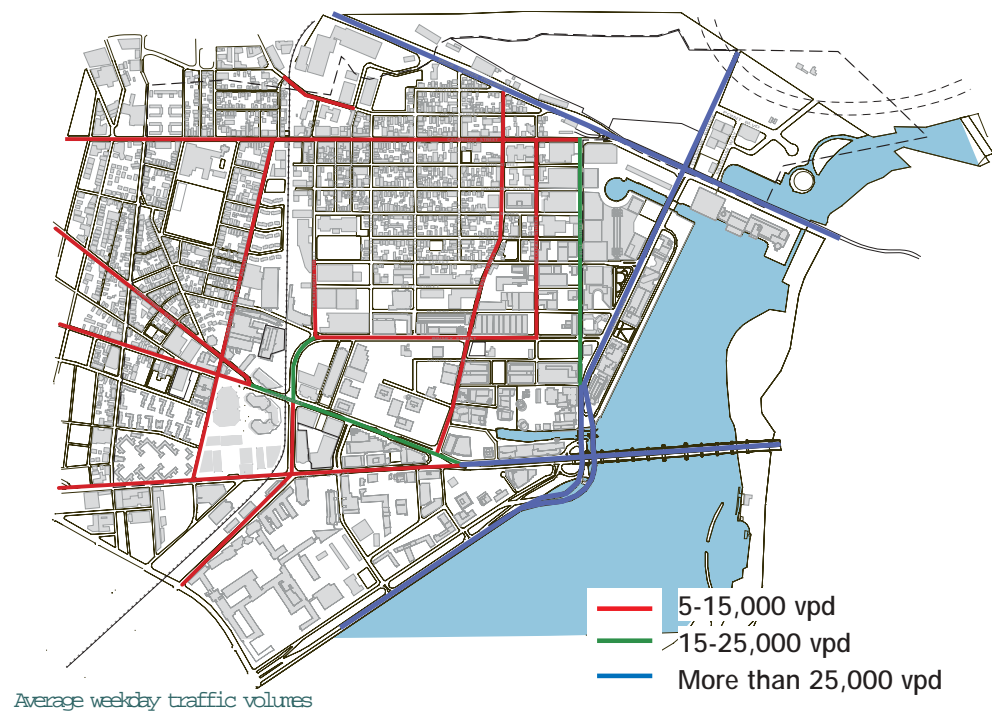 5-15,000 vpd
15-25,000 vpd
More than 25,000 vpd
Average weekday traffic volumes